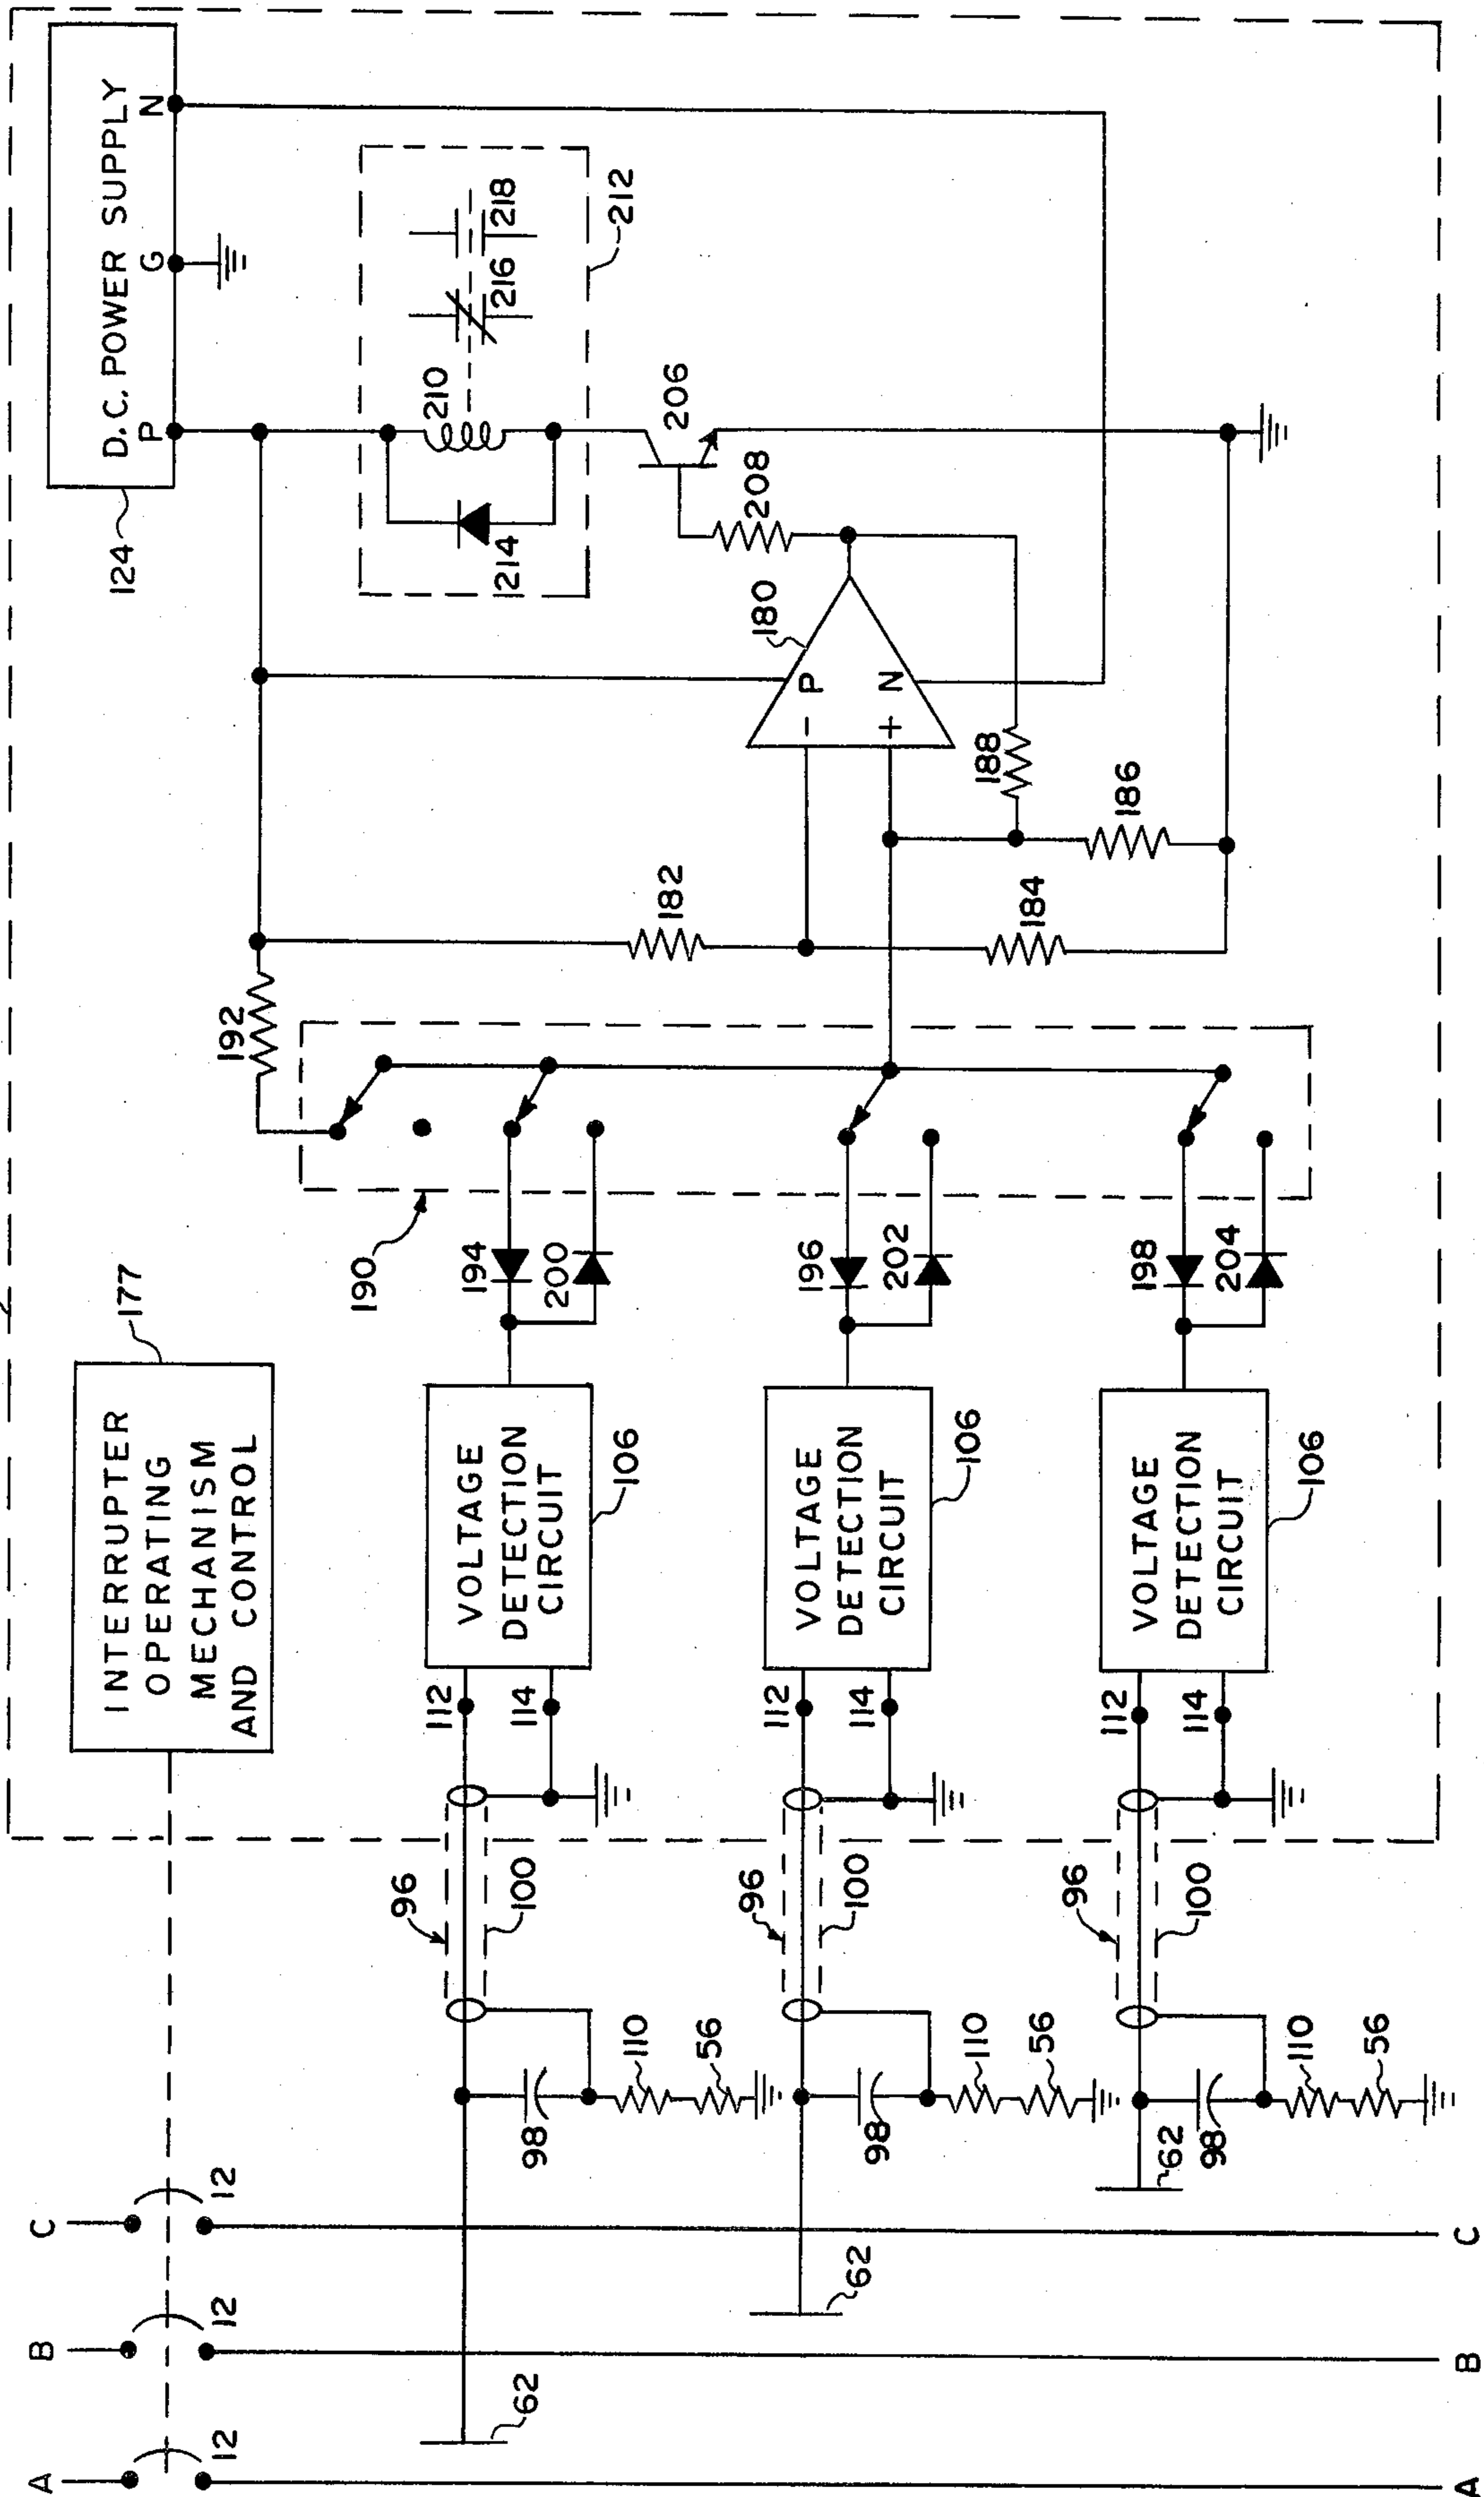 A
B
C
12
12
12
62
62
62
98
110
56
98
110
56
98
110
56
96
100
96
100
96
100
INTERRUPTER
OPERATING
MECHANISM
AND CONTROL
177
112
114
VOLTAGE
DETECTION
CIRCUIT
106
112
114
VOLTAGE
DETECTION
CIRCUIT
106
112
114
VOLTAGE
DETECTION
CIRCUIT
106
190
194
200
196
202
198
204
192
182
184
186
188
180
P
N
-
+
208
206
214
210
216
218
212
124
D.C. POWER SUPPLY
P
G
N
A
B
C